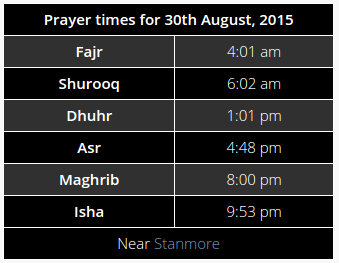 Prayer times for 30th August, 2015
Fajr 4:01 am
Shurooq 6:02 am
Dhuhr 1:01 pm
Asr 4:48 pm
Maghrib 8:00 pm
Isha 9:53 pm
Near Stanmore